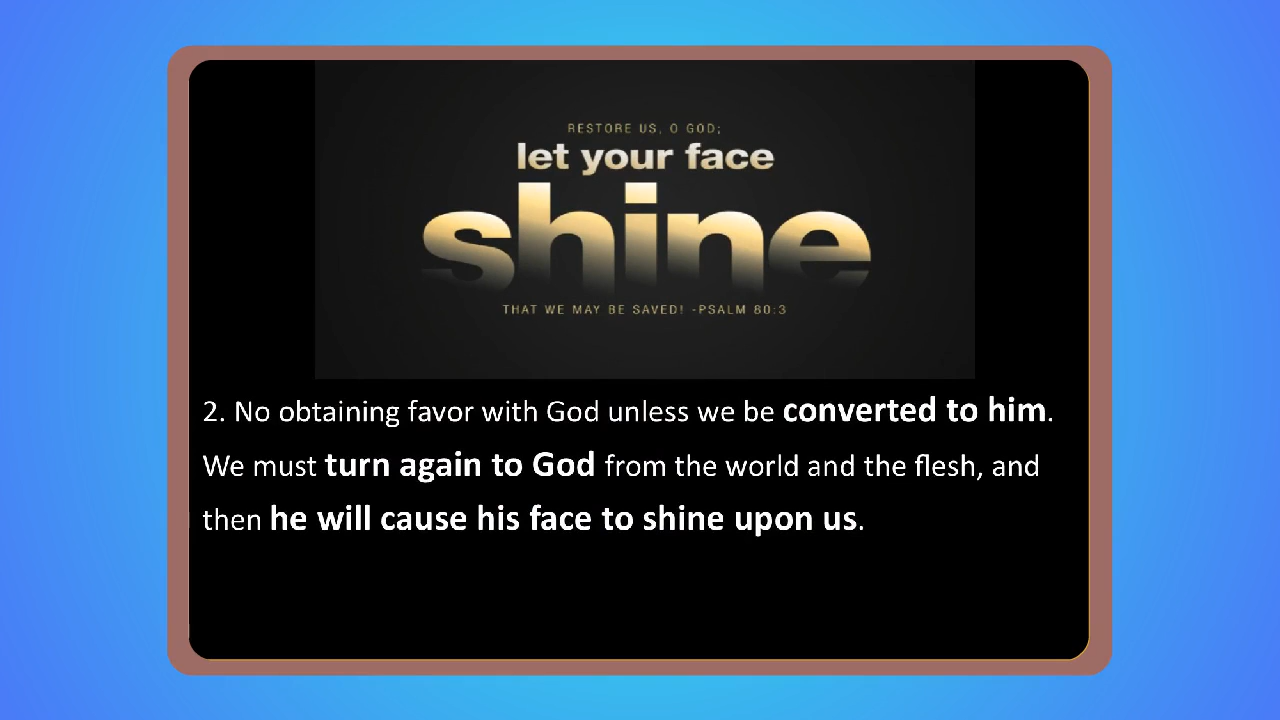 RESTORE US, O GOD;
let your face
shine
THAT WE MAY BE SAVED! -PSALM 80:3
2. No obtaining favor with God unless we be converted to him.
We must turn again to God from the world and the flesh, and
then he will cause his face to shine upon us.